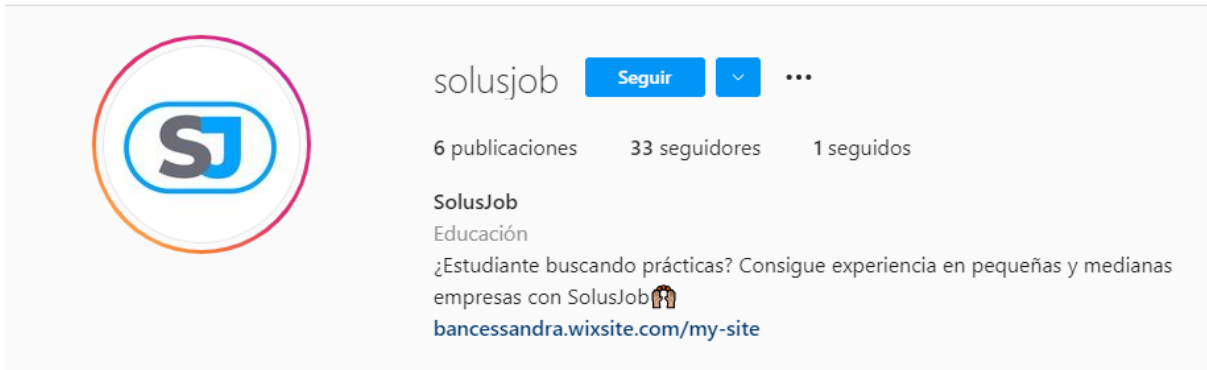 SJ
solusjob Seguir
6 publicaciones 33 seguidores 1 seguidos
SolusJob
Educación
¿Estudiante buscando prácticas? Consigue experiencia en pequeñas y medianas
empresas con SolusJob🙌🏽
bancessandra.wixsite.com/my-site